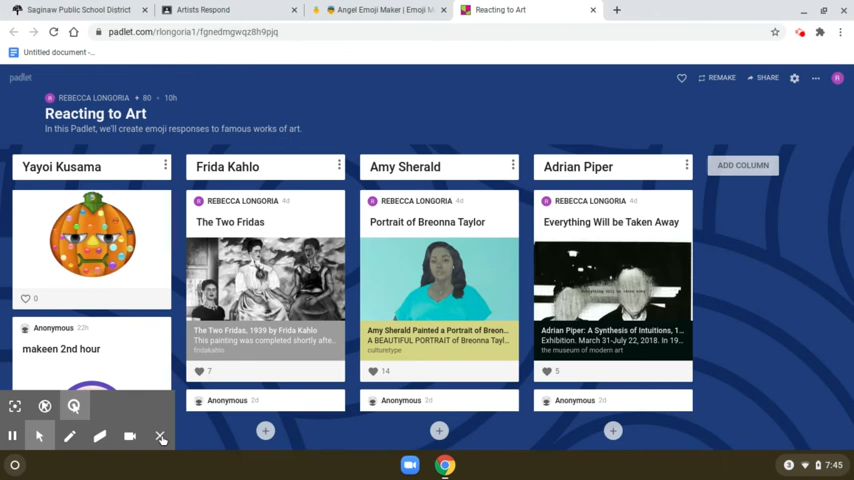 Saginaw Public School District
Artists Respond
Angel Emoji Maker | Emoji M
Reacting to Art
padlet.com/rlongoria1/fgnedmgwqz8h9pjq
Untitled document -...
padlet
REMAKE
SHARE
R
R REBECCA LONGORIA + 80 • 10h
Reacting to Art
In this Padlet, we'll create emoji responses to famous works of art.
Yayoi Kusama
Frida Kahlo
Amy Sherald
Adrian Piper
ADD COLUMN
0
Anonymous 22h
makeen 2nd hour
R REBECCA LONGORIA 4d
The Two Fridas
The Two Fridas, 1939 by Frida Kahlo
This painting was completed shortly afte...
fridakahlo
7
Anonymous 2d
R REBECCA LONGORIA 4d
Portrait of Breonna Taylor
Amy Sherald Painted a Portrait of Breon...
A BEAUTIFUL PORTRAIT of Breonna Tayl...
culturetype
14
Anonymous 2d
R REBECCA LONGORIA 4d
Everything Will be Taken Away
Everything will be taken away
Adrian Piper: A Synthesis of Intuitions, 1...
Exhibition. March 31-July 22, 2018. In 19...
the museum of modern art
5
Anonymous 2d
3
7:45